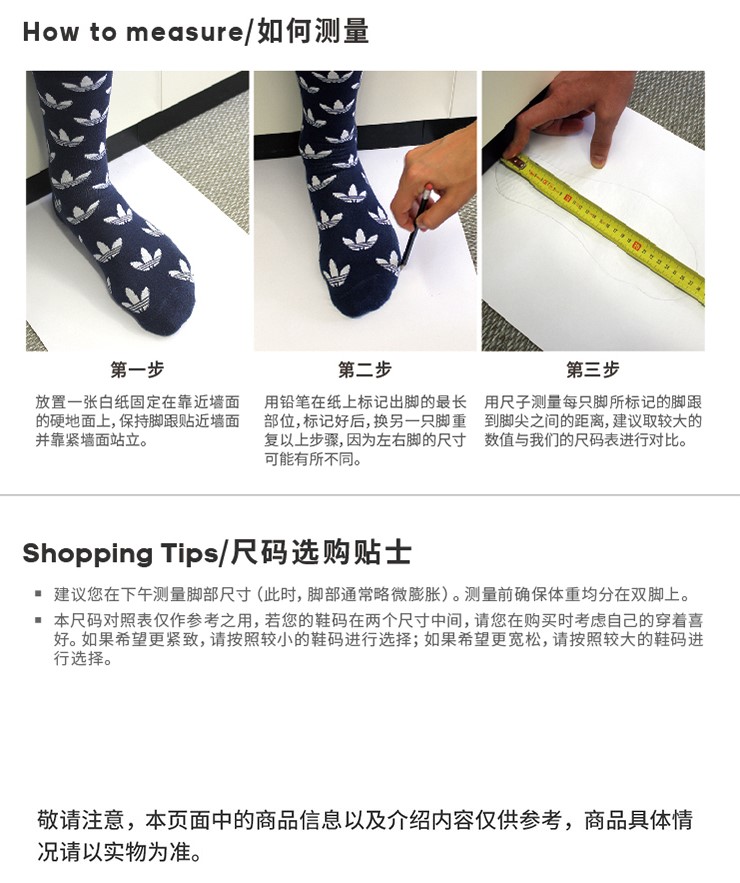 How to measure/如何测量
第一步
放置一张白纸固定在靠近墙面
的硬地面上，保持脚跟贴近墙面
并靠紧墙面站立。
第二步
用铅笔在纸上标记出脚的最长
部位，标记好后，换另一只脚重
复以上步骤，因为左右脚的尺寸
可能有所不同。
第三步
用尺子测量每只脚所标记的脚跟
到脚尖之间的距离，建议取较大的
数值与我们的尺码表进行对比。
Shopping Tips/尺码选购贴士
▪ 建议您在下午测量脚部尺寸（此时，脚部通常略微膨胀）。测量前确保体重均分在双脚上。
▪ 本尺码对照表仅作参考之用，若您的鞋码在两个尺寸中间，请您在购买时考虑自己的穿着喜
好。如果希望更紧致，请按照较小的鞋码进行选择；如果希望更宽松，请按照较大的鞋码进
行选择。
敬请注意，本页面中的商品信息以及介绍内容仅供参考，商品具体情
况请以实物为准。